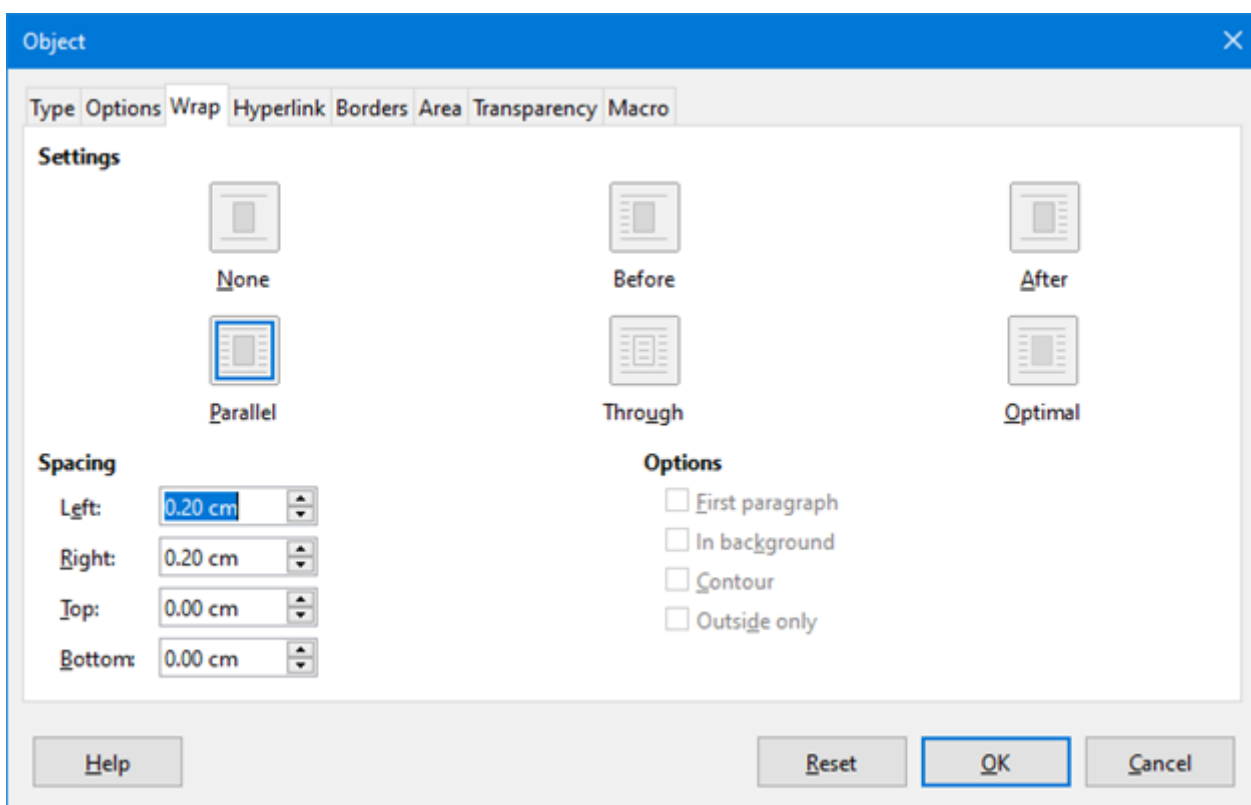 Object
Type Options Wrap Hyperlink Borders Area Transparency Macro
Settings
None Before After
Parallel Through Optimal
Spacing Options
Left: 0.20 cm First paragraph
Right: 0.20 cm In background
Top: 0.00 cm Contour
Outside only
Bottom: 0.00 cm
Help Reset OK Cancel